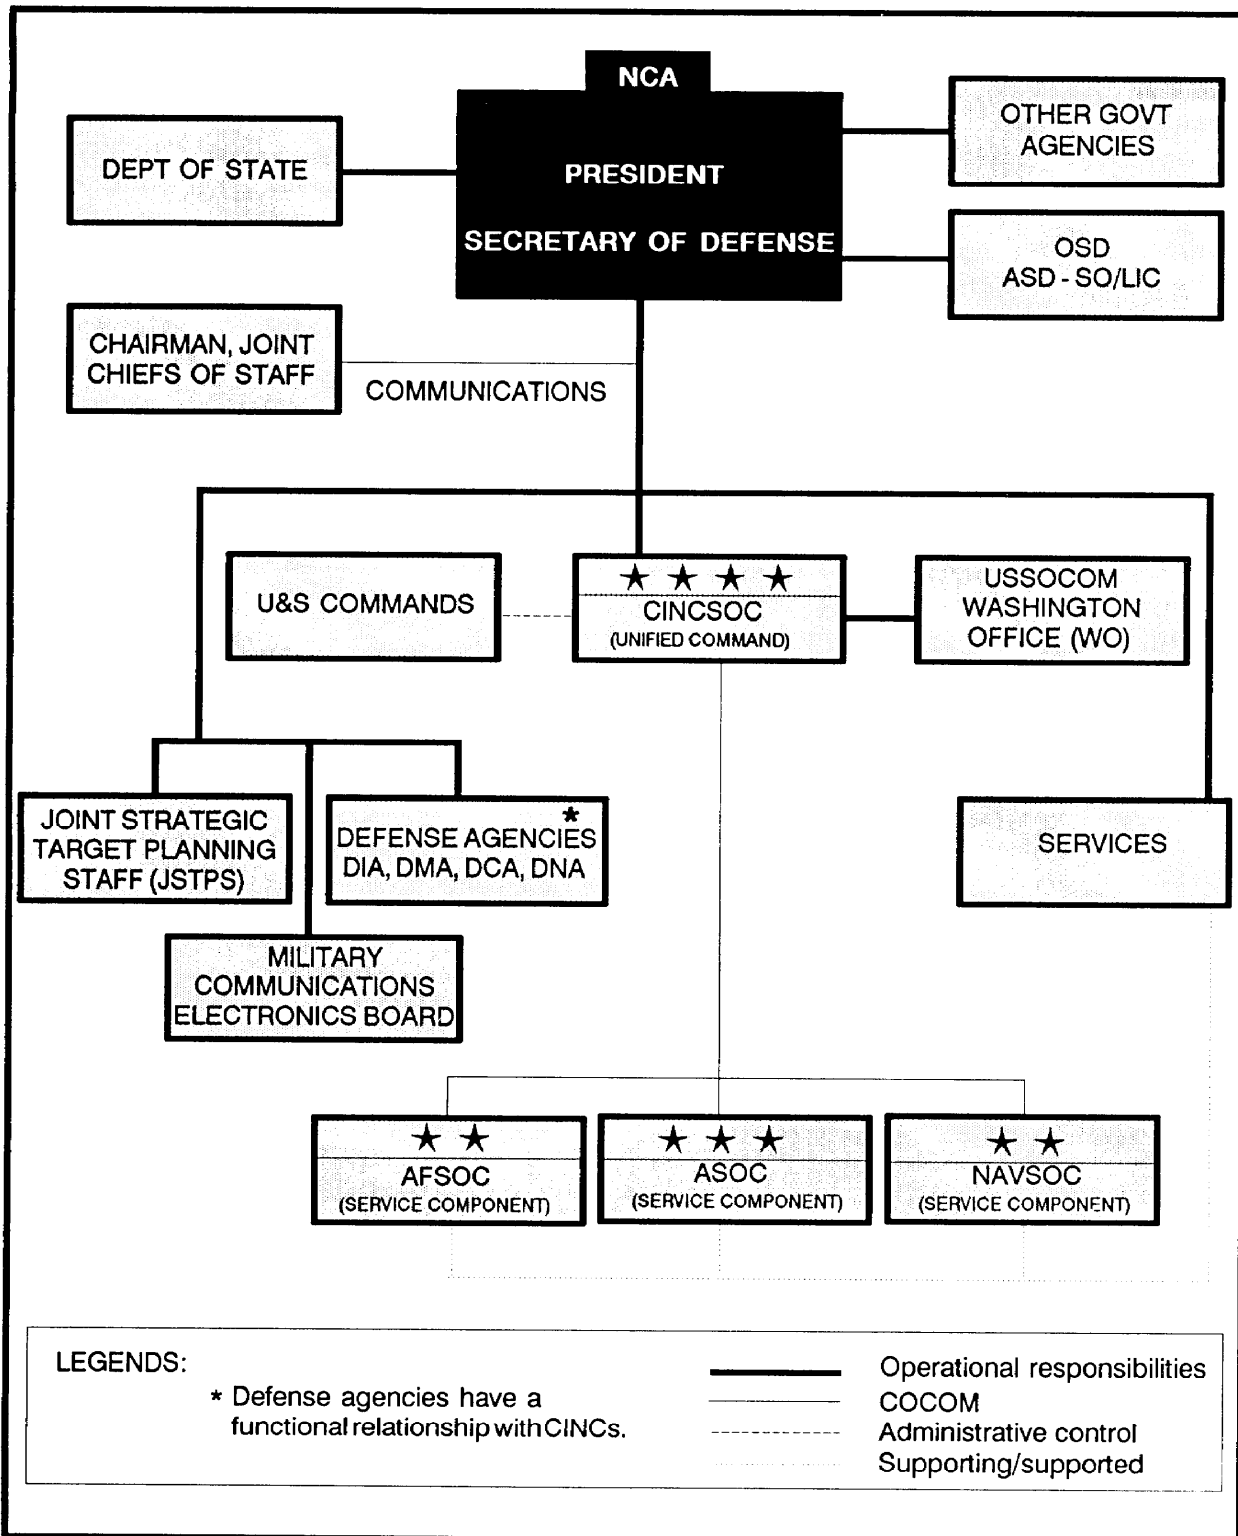 NCA
PRESIDENT
SECRETARY OF DEFENSE
DEPT OF STATE
OTHER GOVT
AGENCIES
OSD
ASD - SO/LIC
CHAIRMAN, JOINT
CHIEFS OF STAFF
COMMUNICATIONS
U&S COMMANDS
CINCSOC
(UNIFIED COMMAND)
USSOCOM
WASHINGTON
OFFICE (WO)
JOINT STRATEGIC
TARGET PLANNING
STAFF (JSTPS)
*
DEFENSE AGENCIES
DIA, DMA, DCA, DNA
SERVICES
MILITARY
COMMUNICATIONS
ELECTRONICS BOARD
AFSOC
(SERVICE COMPONENT)
ASOC
(SERVICE COMPONENT)
NAVSOC
(SERVICE COMPONENT)
LEGENDS:
* Defense agencies have a
functional relationship with CINCs.
Operational responsibilities
COCOM
Administrative control
Supporting/supported